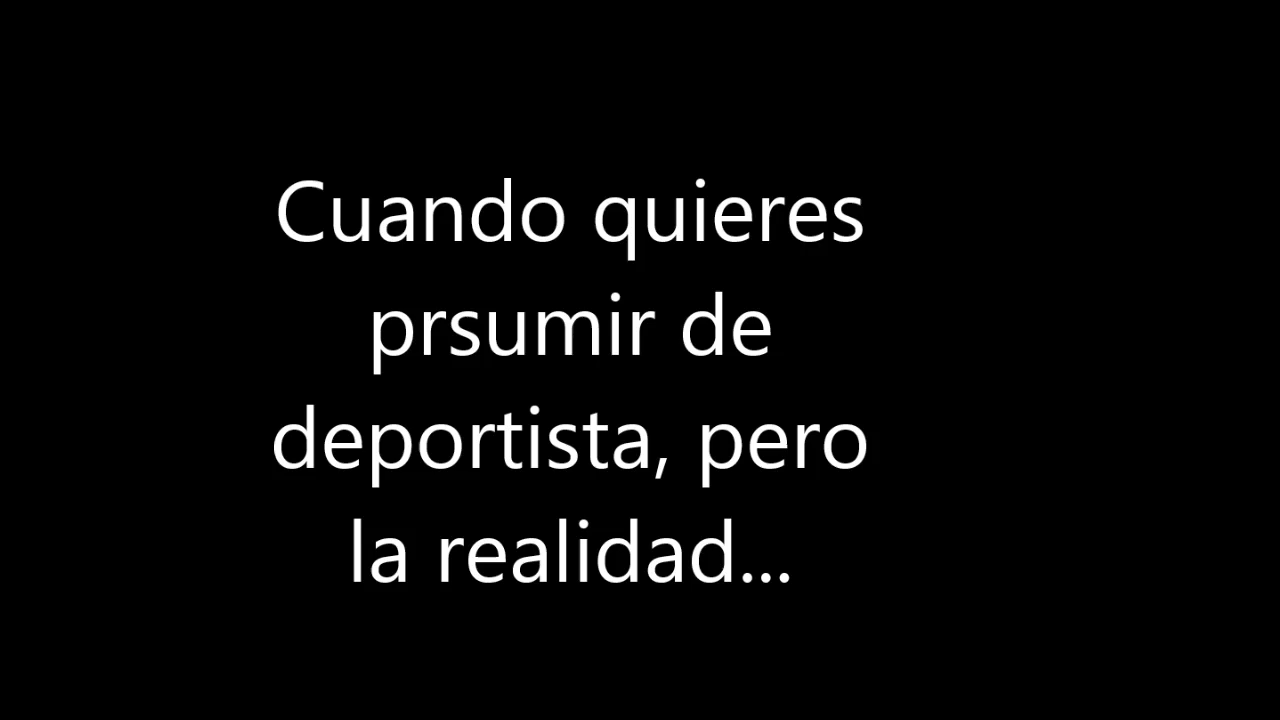 Cuando quieres
prsumir de
deportista, pero
la realidad...